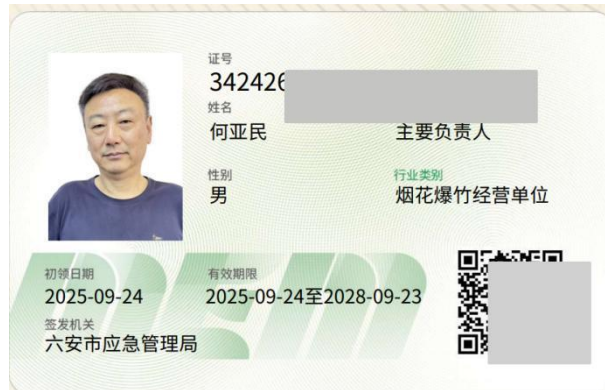 证号
342426
姓名
何亚民
主要负责人
性别
行业类别
男
烟花爆竹经营单位
初领日期
有效期限
2025-09-24
2025-09-24至2028-09-23
签发机关
六安市应急管理局